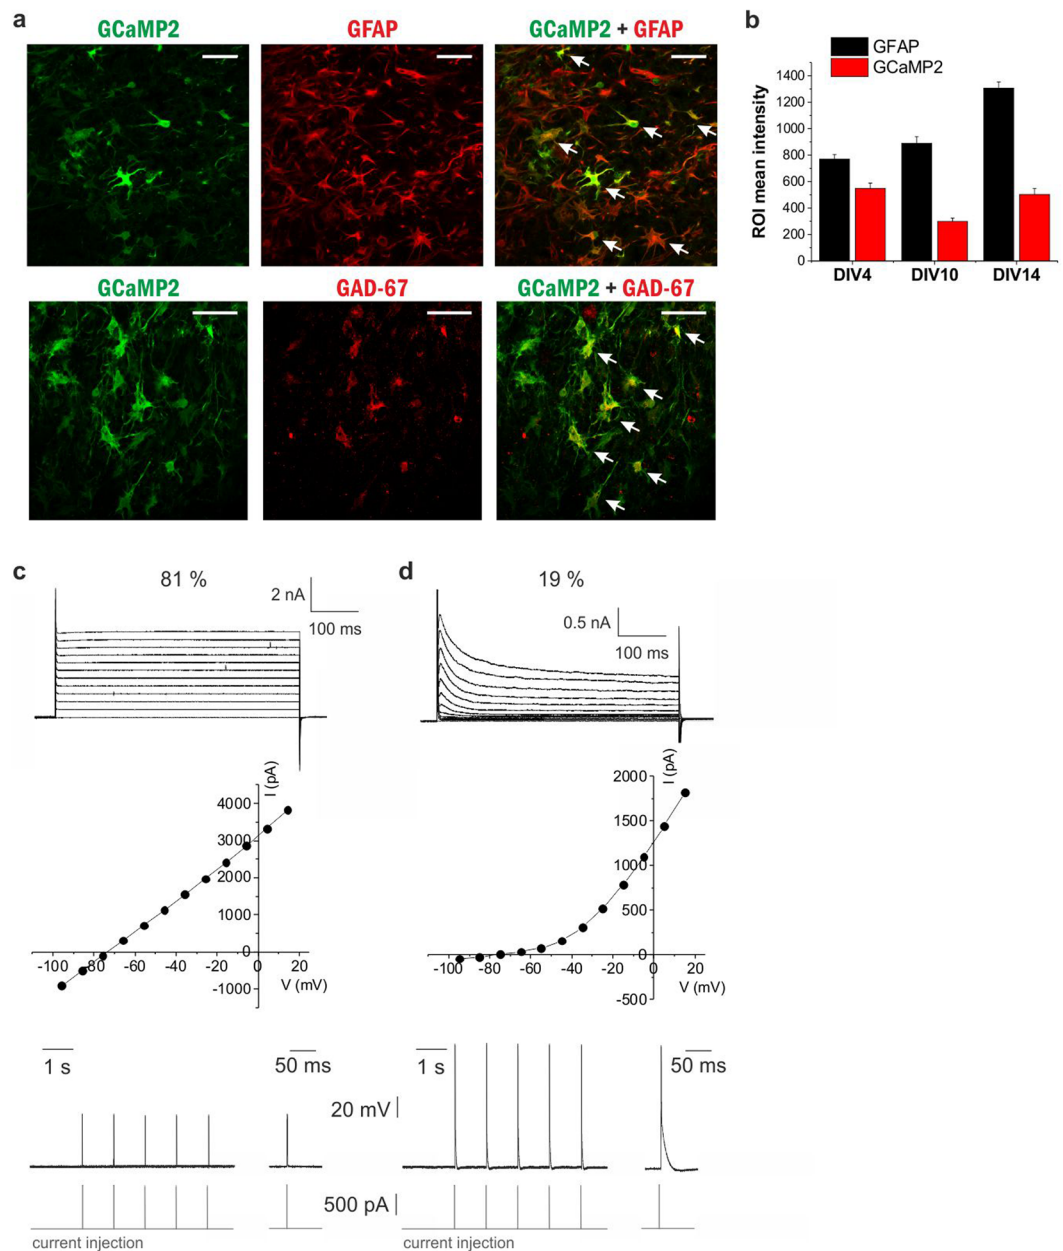 a
GCaMP2
GFAP
GCaMP2 + GFAP
GCaMP2
GAD-67
GCaMP2 + GAD-67
b
GFAP
GCaMP2
ROI mean intensity
1400
1200
1000
800
600
400
200
0
DIV4
DIV10
DIV14
c
81 %
2 nA
100 ms
I (pA)
4000
3000
2000
1000
0
-1000
-100
-80
-60
-40
-20
0
20
V (mV)
1 s
50 ms
20 mV
500 pA
current injection
d
19 %
0.5 nA
100 ms
I (pA)
2000
1500
1000
500
0
-500
-100
-80
-60
-40
-20
0
20
V (mV)
1 s
50 ms
current injection